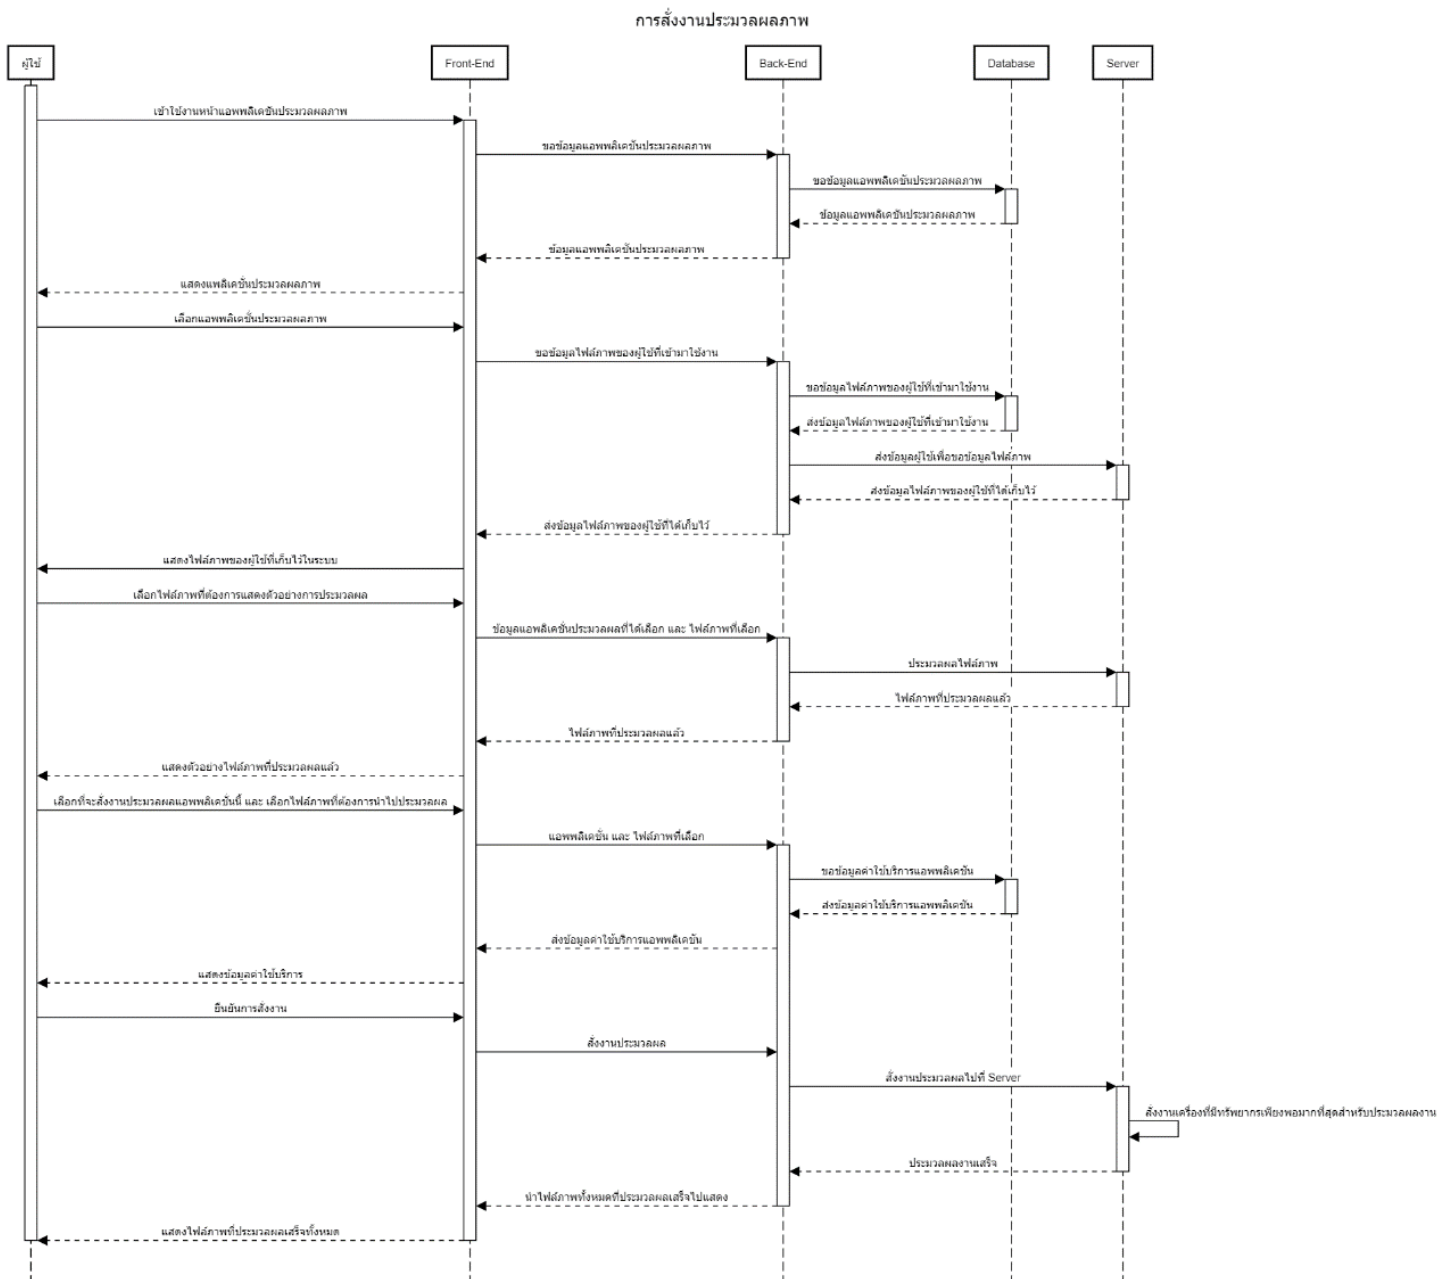 การสั่งงานประมวลผลภาพ
ผู้ใช้
Front-End
Back-End
Database
Server
เข้าใช้งานหน้าแอพพลิเคชันประมวลผลภาพ
ขอข้อมูลแอพพลิเคชันประมวลผลภาพ
ขอข้อมูลแอพพลิเคชันประมวลผลภาพ
ข้อมูลแอพพลิเคชันประมวลผลภาพ
ข้อมูลแอพพลิเคชันประมวลผลภาพ
แสดงแพลิเคชั่นประมวลผลภาพ
เลือกแอพพลิเคชั่นประมวลผลภาพ
ขอข้อมูลไฟล์ภาพของผู้ใช้ที่เข้ามาใช้งาน
ขอข้อมูลไฟล์ภาพของผู้ใช้ที่เข้ามาใช้งาน
ส่งข้อมูลไฟล์ภาพของผู้ใช้ที่เข้ามาใช้งาน
ส่งข้อมูลผู้ใช้เพื่อขอข้อมูลไฟล์ภาพ
ส่งข้อมูลไฟล์ภาพของผู้ใช้ที่ได้เก็บไว้
ส่งข้อมูลไฟล์ภาพของผู้ใช้ที่ได้เก็บไว้
แสดงไฟล์ภาพของผู้ใช้ที่เก็บไว้ในระบบ
เลือกไฟล์ภาพที่ต้องการแสดงตัวอย่างการประมวลผล
ข้อมูลแอพลิเคชั่นประมวลผลที่ได้เลือก และ ไฟล์ภาพที่เลือก
ประมวลผลไฟล์ภาพ
ไฟล์ภาพที่ประมวลผลแล้ว
ไฟล์ภาพที่ประมวลผลแล้ว
แสดงตัวอย่างไฟล์ภาพที่ประมวลผลแล้ว
เลือกที่จะสั่งงานประมวลผลแอพพลิเคชั่นนี้ และ เลือกไฟล์ภาพที่ต้องการนำไปประมวลผล
แอพพลิเคชั่น และ ไฟล์ภาพที่เลือก
ขอข้อมูลค่าใช้บริการแอพพลิเคชัน
ส่งข้อมูลค่าใช้บริการแอพพลิเคชัน
ส่งข้อมูลค่าใช้บริการแอพพลิเคชัน
แสดงข้อมูลค่าใช้บริการ
ยืนยันการสั่งงาน
สั่งงานประมวลผล
สั่งงานประมวลผลไปที่ Server
สั่งงานเครื่องที่มีทรัพยากรเพียงพอมากที่สุดสำหรับประมวลผลงาน
ประมวลผลงานเสร็จ
นำไฟล์ภาพทั้งหมดที่ประมวลผลเสร็จไปแสดง
แสดงไฟล์ภาพที่ประมวลผลเสร็จทั้งหมด